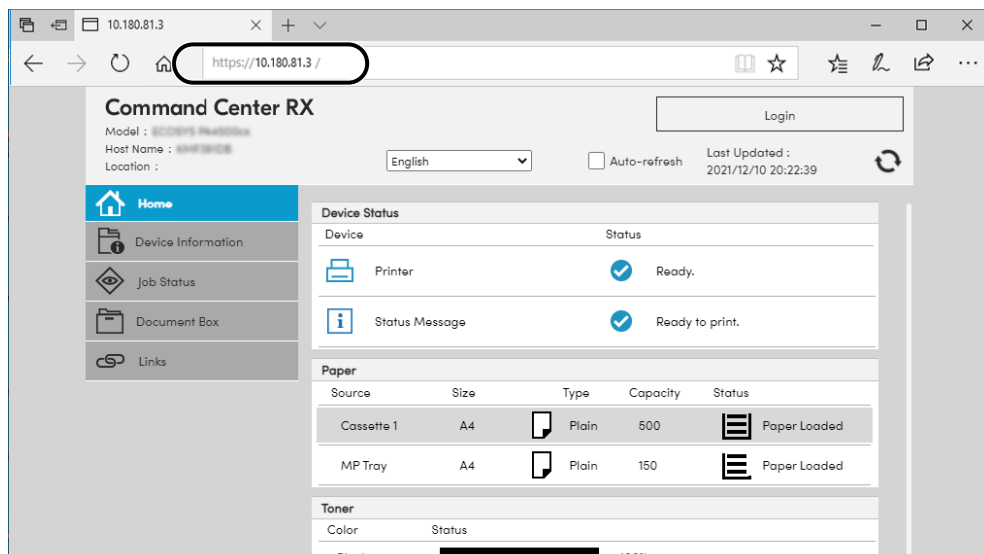 10.180.81.3
https://10.180.81.3 /
Command Center RX
Login
Model :
Host Name :
Location :
English
Auto-refresh
Last Updated :
2021/12/10 20:22:39
Home
Device Information
Job Status
Document Box
Links
Device Status
Device Status
Printer Ready.
Status Message Ready to print.
Paper
Source Size Type Capacity Status
Cassette 1 A4 Plain 500 Paper Loaded
MP Tray A4 Plain 150 Paper Loaded
Toner
Color Status